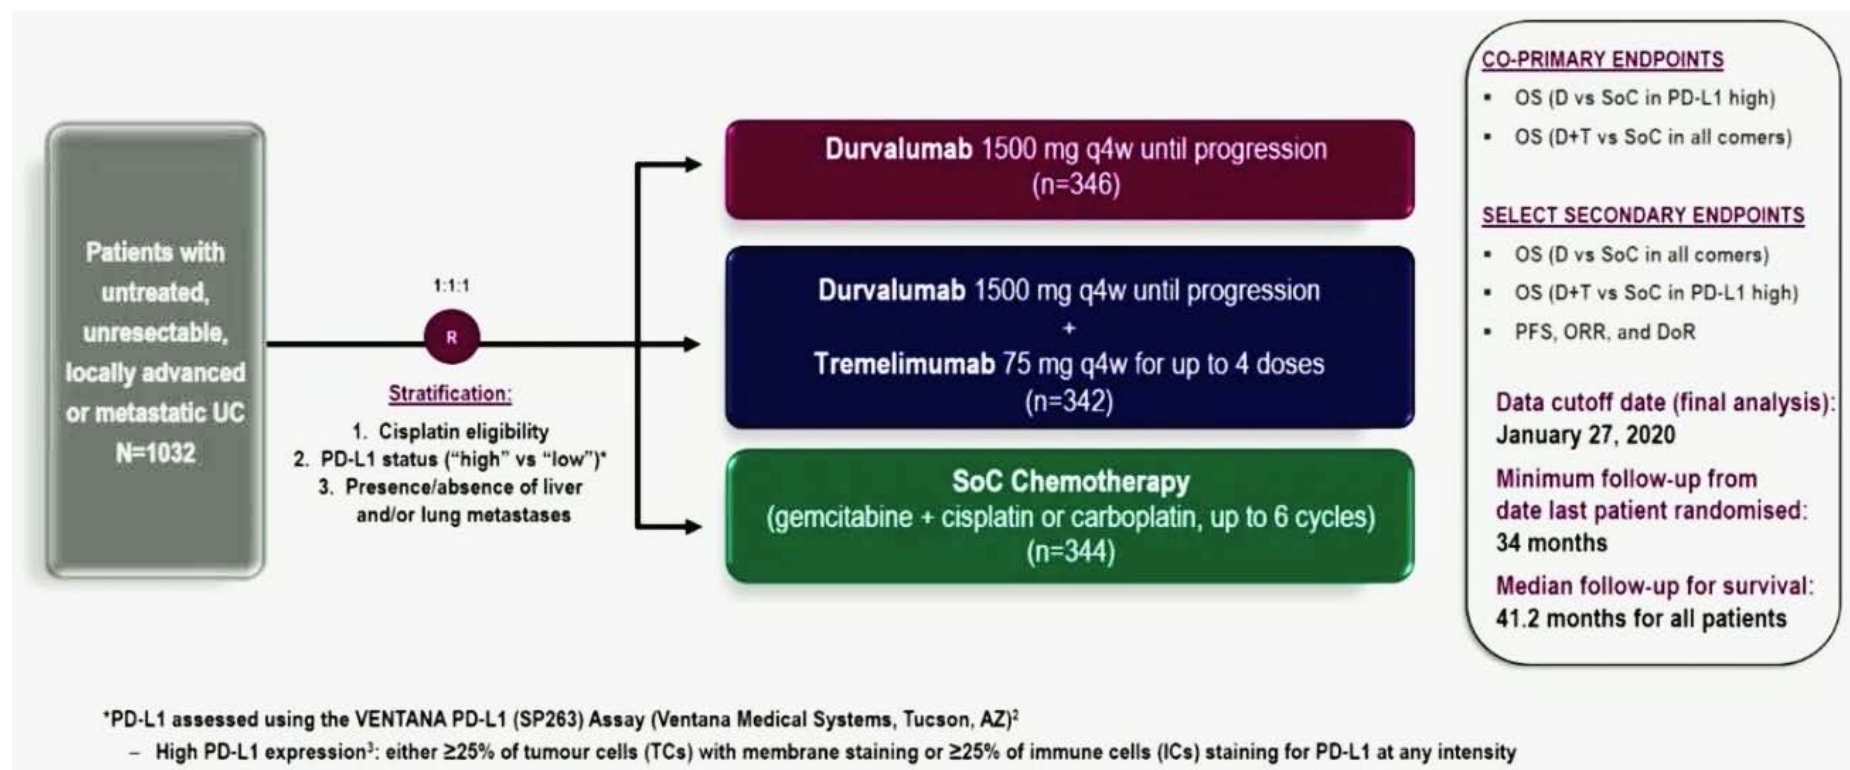 Patients with
untreated,
unresectable,
locally advanced
or metastatic UC
N=1032
1:1:1
R
Stratification:
1. Cisplatin eligibility
2. PD-L1 status ("high" vs "low")*
3. Presence/absence of liver
and/or lung metastases
Durvalumab 1500 mg q4w until progression
(n=346)
Durvalumab 1500 mg q4w until progression
+
Tremelimumab 75 mg q4w for up to 4 doses
(n=342)
SoC Chemotherapy
(gemcitabine + cisplatin or carboplatin, up to 6 cycles)
(n=344)
CO-PRIMARY ENDPOINTS
▪ OS (D vs SoC in PD-L1 high)
▪ OS (D+T vs SoC in all comers)
SELECT SECONDARY ENDPOINTS
▪ OS (D vs SoC in all comers)
▪ OS (D+T vs SoC in PD-L1 high)
▪ PFS, ORR, and DoR
Data cutoff date (final analysis):
January 27, 2020
Minimum follow-up from
date last patient randomised:
34 months
Median follow-up for survival:
41.2 months for all patients
*PD-L1 assessed using the VENTANA PD-L1 (SP263) Assay (Ventana Medical Systems, Tucson, AZ)²
– High PD-L1 expression³: either ≥25% of tumour cells (TCs) with membrane staining or ≥25% of immune cells (ICs) staining for PD-L1 at any intensity